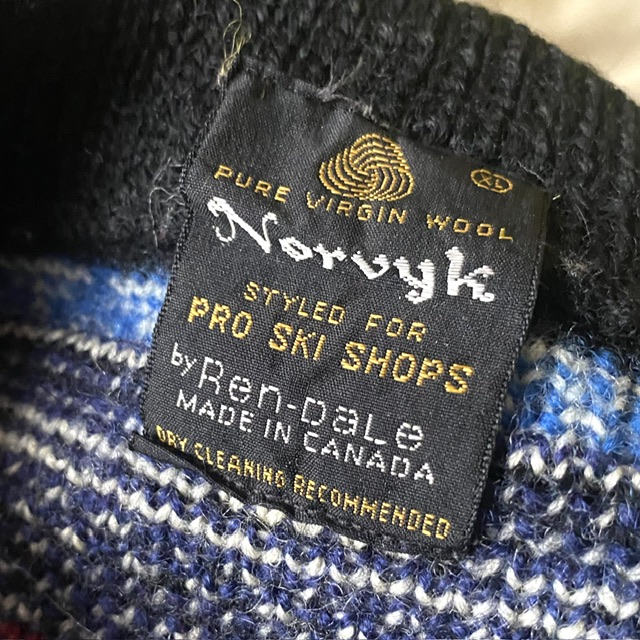 XL
PURE VIRGIN WOOL
Norvyk
STYLED FOR
PRO SKI SHOPS
by Ren-Dale
MADE IN CANADA
DRY CLEANING RECOMMENDED